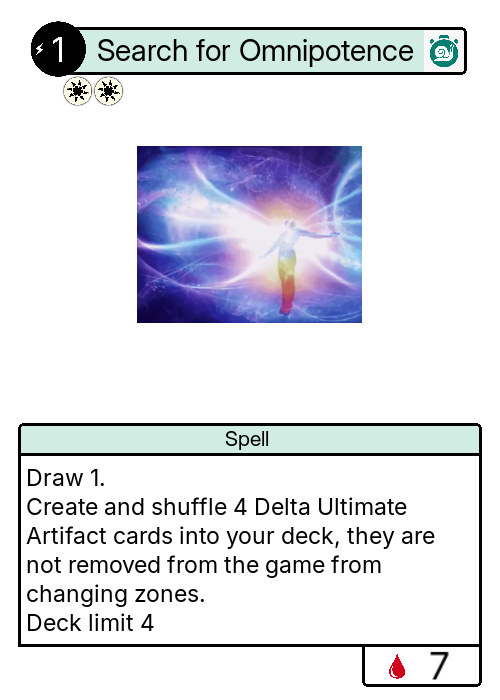 1 Search for Omnipotence
Spell
Draw 1.
Create and shuffle 4 Delta Ultimate
Artifact cards into your deck, they are
not removed from the game from
changing zones.
Deck limit 4
7